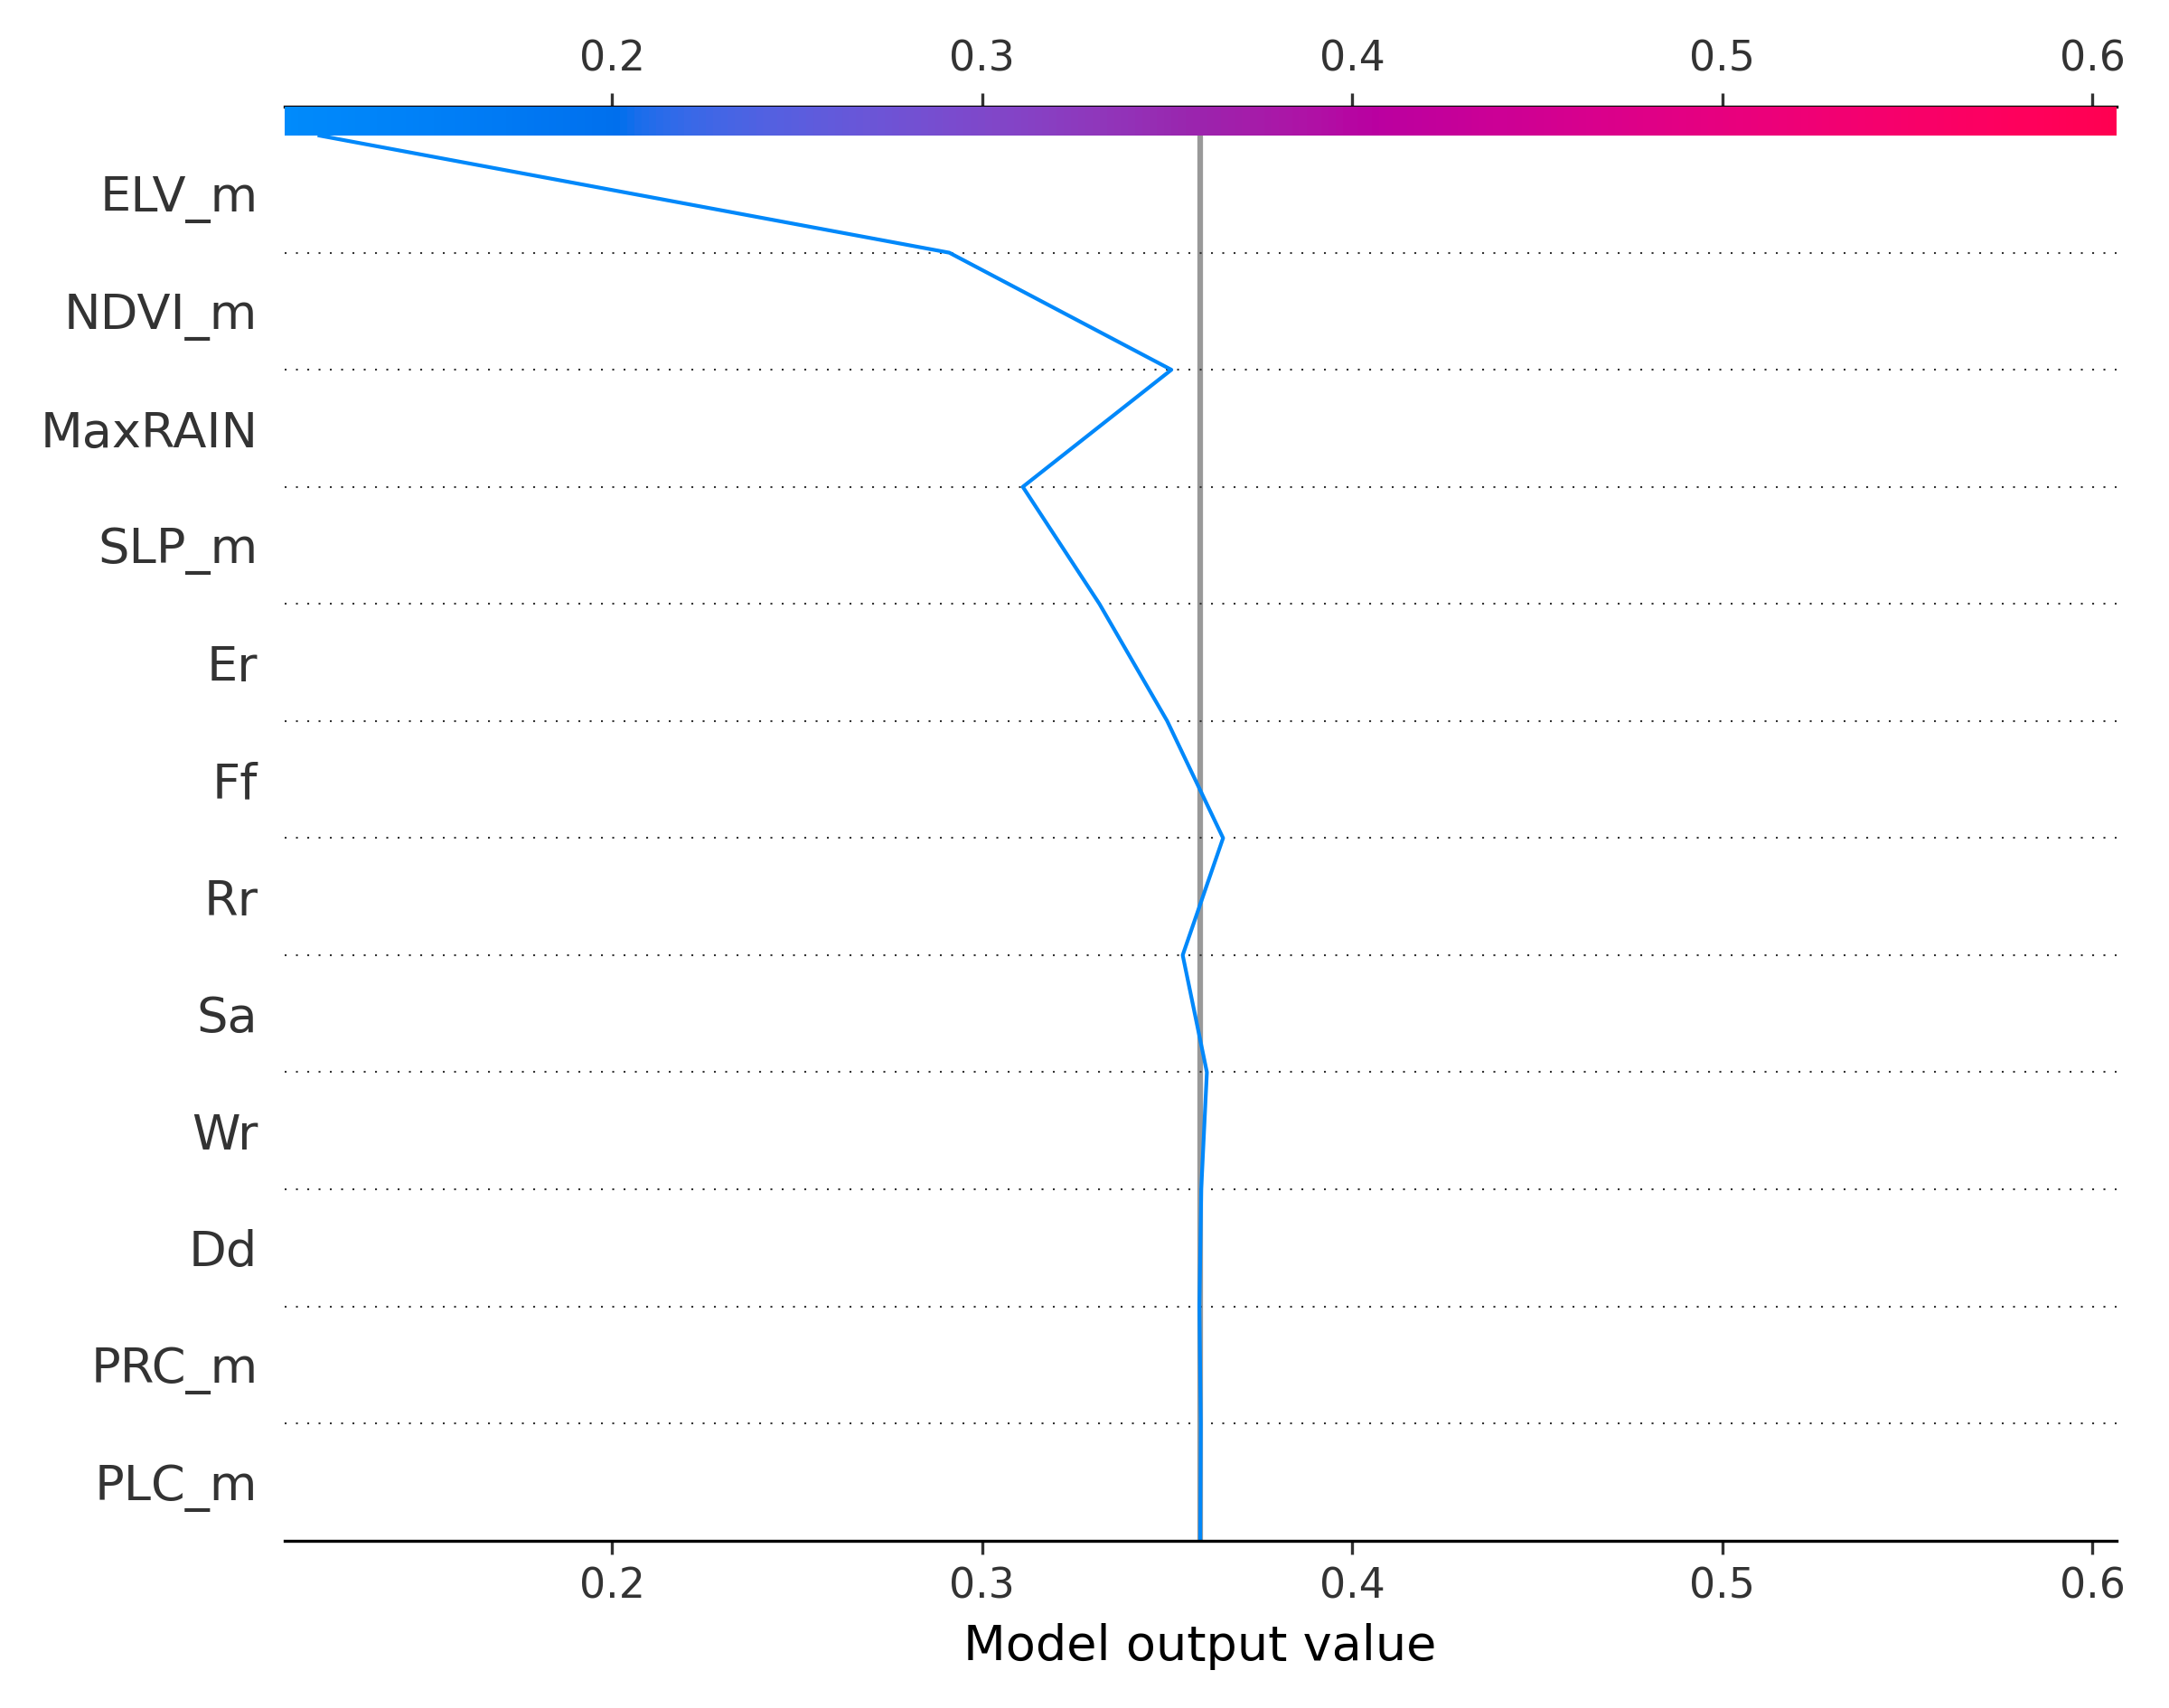 0.2 0.3 0.4 0.5 0.6
ELV_m
NDVI_m
MaxRAIN
SLP_m
Er
Ff
Rr
Sa
Wr
Dd
PRC_m
PLC_m
0.2 0.3 0.4 0.5 0.6
Model output value